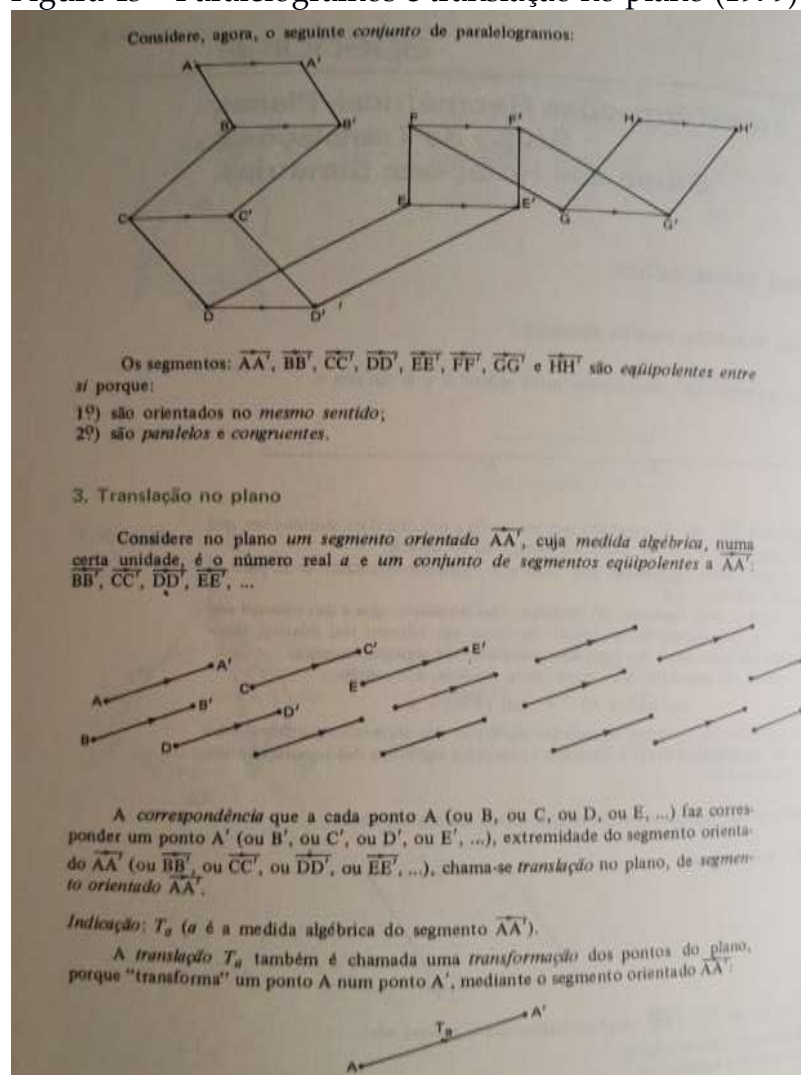 Figura 45 – Paralelogramos e translação no plano (1979)
Considere, agora, o seguinte conjunto de paralelogramos:
A A'
B B' F F' H H'
C C' E E' G G'
D D'
Os segmentos: AA', BB', CC', DD', EE', FF', GG' e HH' são eqüipolentes entre
si porque:
1º) são orientados no mesmo sentido;
2º) são paralelos e congruentes.
3. Translação no plano
Considere no plano um segmento orientado AA', cuja medida algébrica, numa
certa unidade, é o número real a e um conjunto de segmentos eqüipolentes a AA':
BB', CC', DD', EE', ...
A A' C C' E E'
B B' D D'
A correspondência que a cada ponto A (ou B, ou C, ou D, ou E, ...) faz corres-
ponder um ponto A' (ou B', ou C', ou D', ou E', ...), extremidade do segmento orienta-
do AA' (ou BB', ou CC', ou DD', ou EE', ...), chama-se translação no plano, de segmen-
to orientado AA'.
Indicação: Ta (a é a medida algébrica do segmento AA').
A translação Ta também é chamada uma transformação dos pontos do plano,
porque “transforma” um ponto A num ponto A', mediante o segmento orientado AA':
A Ta A'